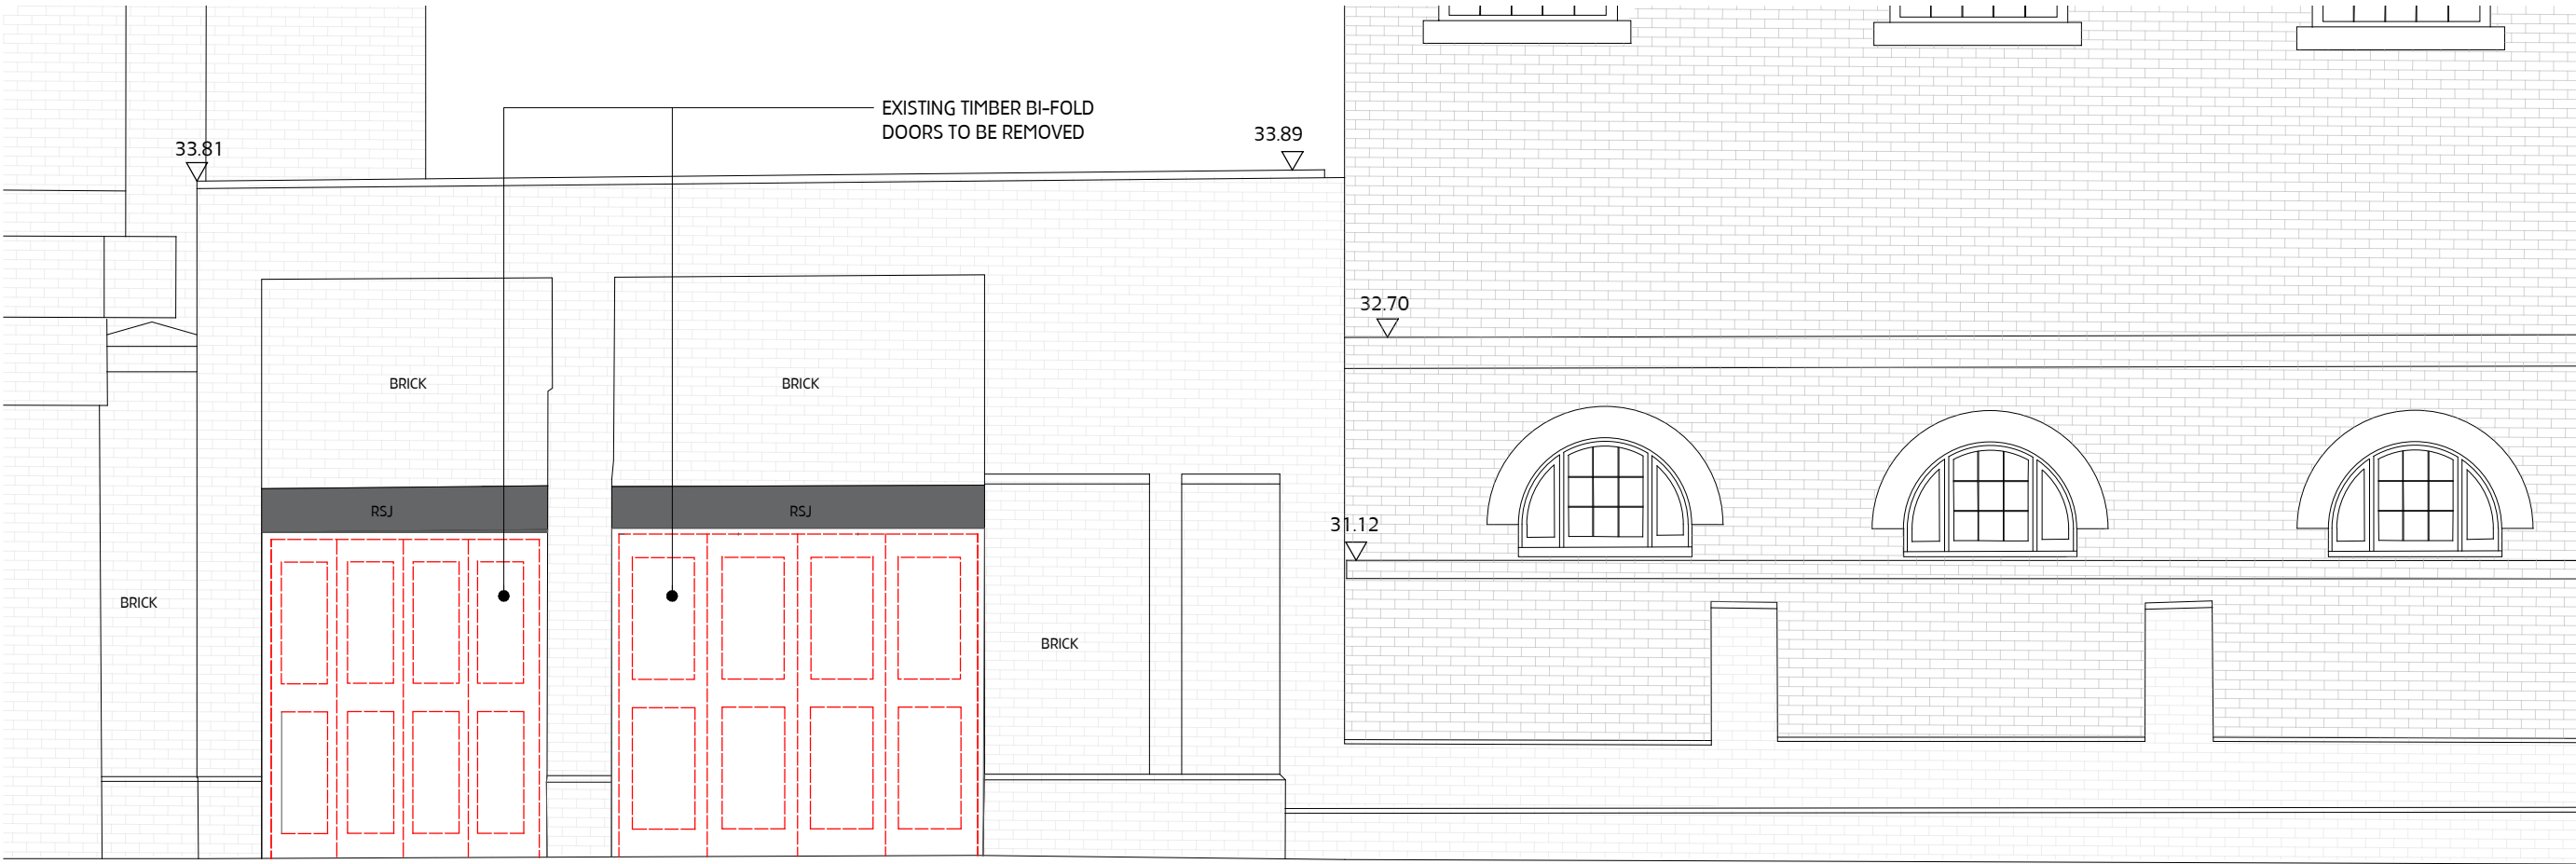 EXISTING TIMBER BI-FOLD
DOORS TO BE REMOVED
33.81
33.89
32.70
BRICK
BRICK
RSJ
RSJ
31.12
BRICK
BRICK